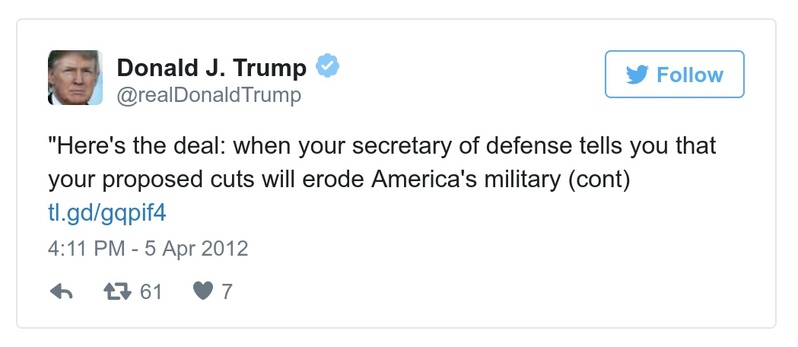 Donald J. Trump
@realDonaldTrump
Follow
"Here's the deal: when your secretary of defense tells you that
your proposed cuts will erode America's military (cont)
tl.gd/gqpif4
4:11 PM - 5 Apr 2012
61 7